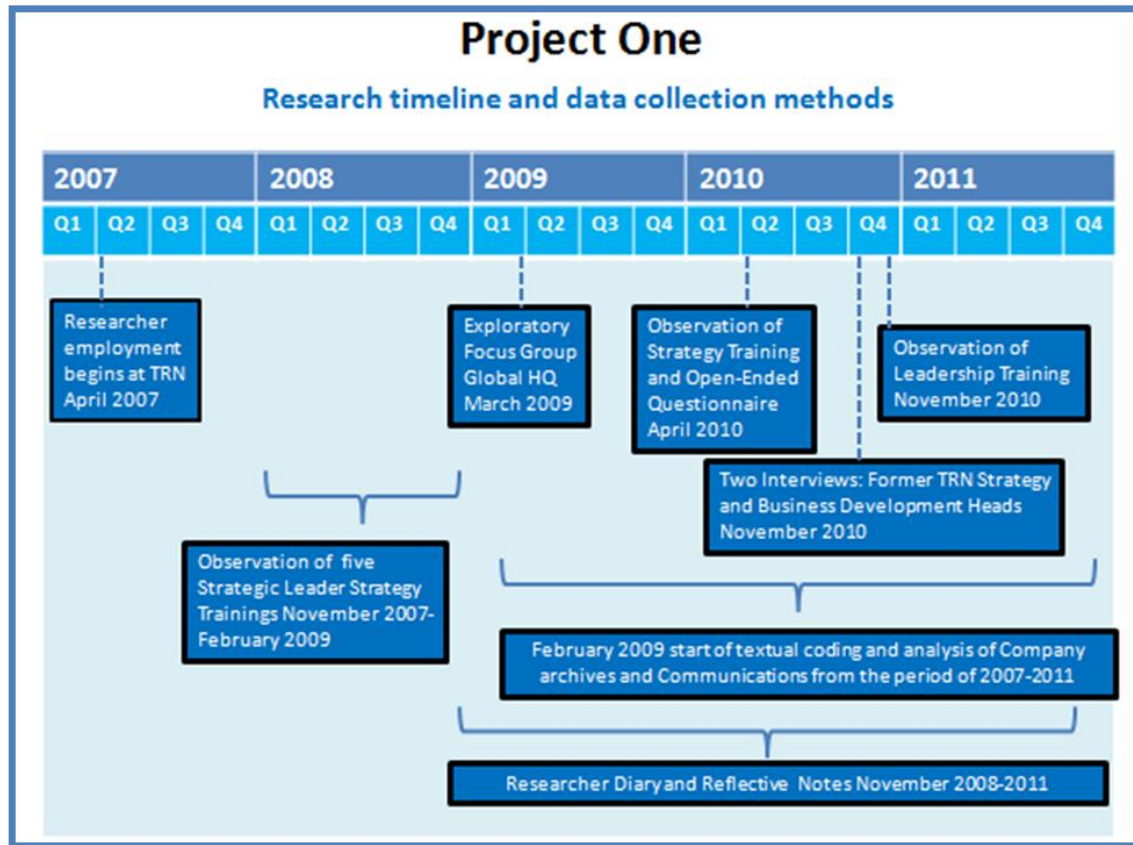 Project One
Research timeline and data collection methods
2007 2008 2009 2010 2011
Q1 Q2 Q3 Q4 Q1 Q2 Q3 Q4 Q1 Q2 Q3 Q4 Q1 Q2 Q3 Q4 Q1 Q2 Q3 Q4
Researcher
employment
begins at TRN
April 2007
Exploratory
Focus Group
Global HQ
March 2009
Observation of
Strategy Training
and Open-Ended
Questionnaire
April 2010
Observation of
Leadership Training
November 2010
Two Interviews: Former TRN Strategy
and Business Development Heads
November 2010
Observation of five
Strategic Leader Strategy
Trainings November 2007-
February 2009
February 2009 start of textual coding and analysis of Company
archives and Communications from the period of 2007-2011
Researcher Diary and Reflective Notes November 2008-2011